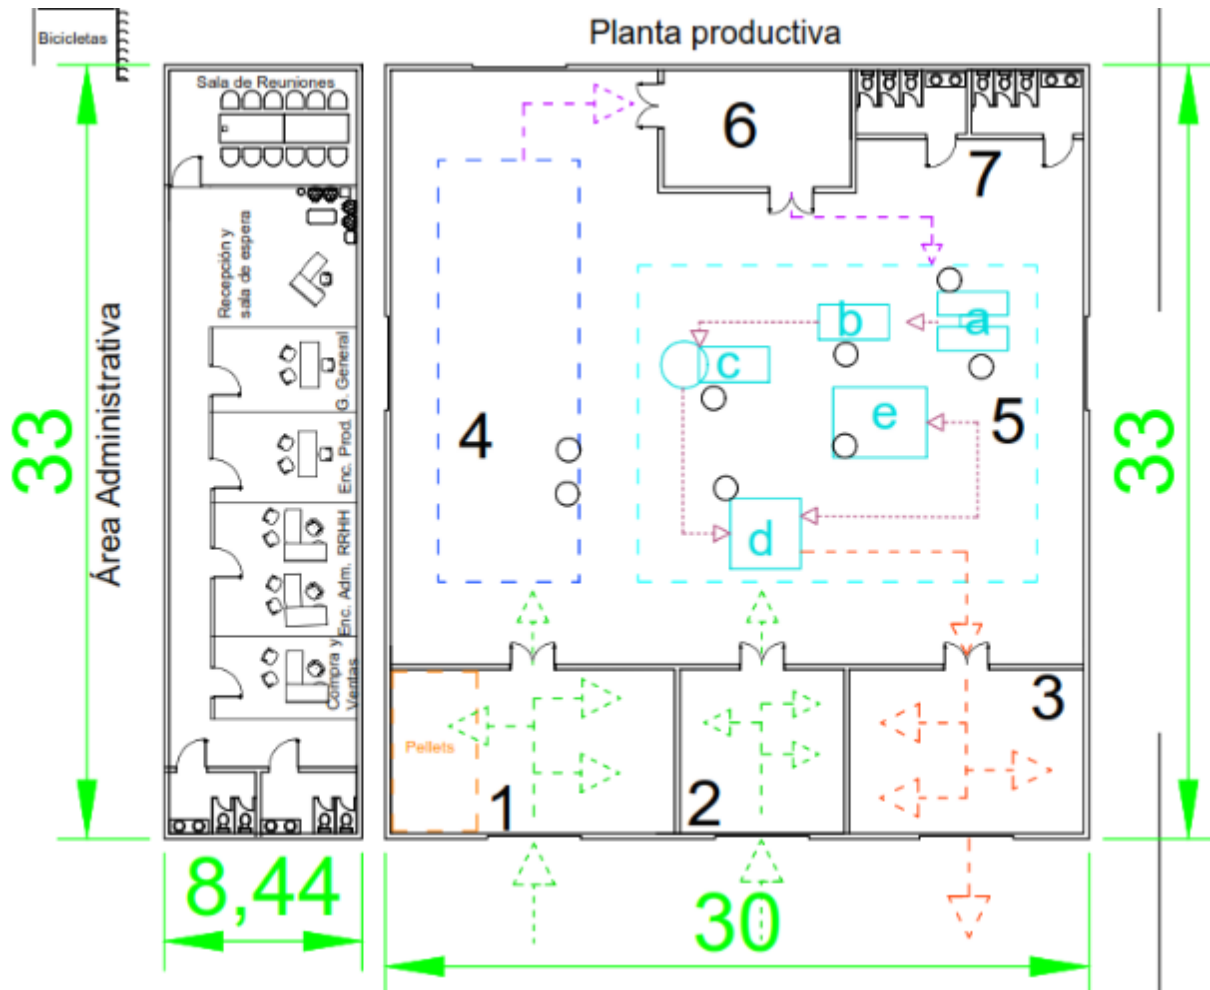 Bicicletas
Planta productiva
Sala de Reuniones
6
7
Recepción y
sala de espera
a
b
c
G. General
33
Área Administrativa
4
e
5
33
Enc. Prod.
RRHH
d
Enc. Adm.
Compra y
Ventas
3
Pellets
1
2
8,44
30